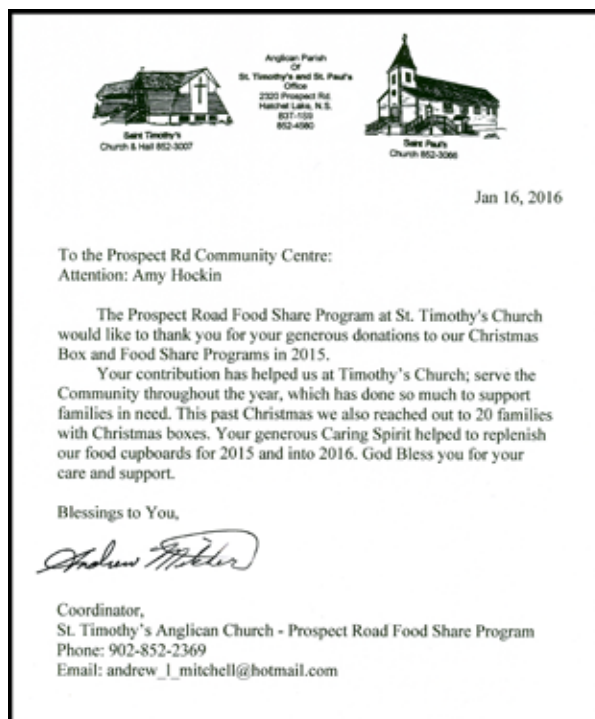 Anglican Parish
Of
St. Timothy's and St. Paul's
Office
2320 Prospect Rd.
Hatchet Lake, N.S.
852-4980
Saint Timothy's
Church & Hall 852-3007
Saint Paul's
Church 852-3066
Jan 16, 2016
To the Prospect Rd Community Centre:
Attention: Amy Hockin
The Prospect Road Food Share Program at St. Timothy's Church
would like to thank you for your generous donations to our Christmas
Box and Food Share Programs in 2015.
Your contribution has helped us at Timothy's Church; serve the
Community throughout the year, which has done so much to support
families in need. This past Christmas we also reached out to 20 families
with Christmas boxes. Your generous Caring Spirit helped to replenish
our food cupboards for 2015 and into 2016. God Bless you for your
care and support.
Blessings to You,
Andrew
Coordinator,
St. Timothy's Anglican Church - Prospect Road Food Share Program
Phone: 902-852-2369
Email: andrew_l_mitchell@hotmail.com